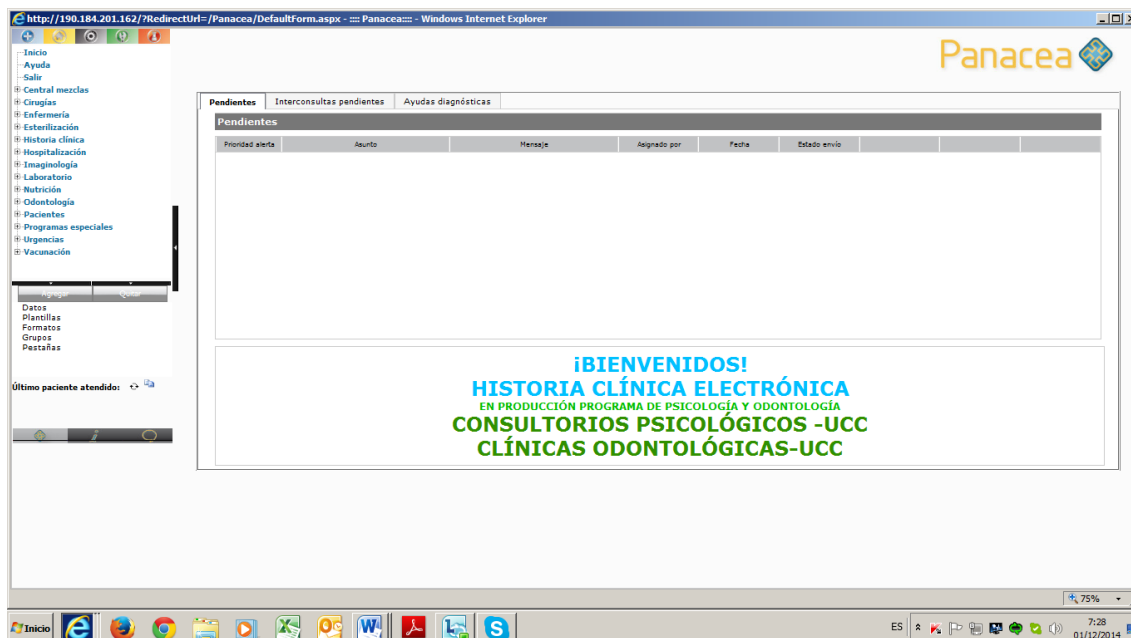 http://190.184.201.162/?RedirectUrl=/Panacea/DefaultForm.aspx - :::: Panacea:::: - Windows Internet Explorer
Inicio
Ayuda
Salir
Central mezclas
Cirugías
Enfermería
Esterilización
Historia clínica
Hospitalización
Imaginología
Laboratorio
Nutrición
Odontología
Pacientes
Programas especiales
Urgencias
Vacunación
Agregar Quitar
Datos
Plantillas
Formatos
Grupos
Pestañas
Último paciente atendido:
Panacea
Pendientes Interconsultas pendientes Ayudas diagnósticas
Pendientes
Prioridad alerta Asunto Mensaje Asignado por Fecha Estado envío
¡BIENVENIDOS!
HISTORIA CLÍNICA ELECTRÓNICA
EN PRODUCCIÓN PROGRAMA DE PSICOLOGÍA Y ODONTOLOGÍA
CONSULTORIOS PSICOLÓGICOS -UCC
CLÍNICAS ODONTOLÓGICAS-UCC
75%
Inicio
ES
7:28
01/12/2014